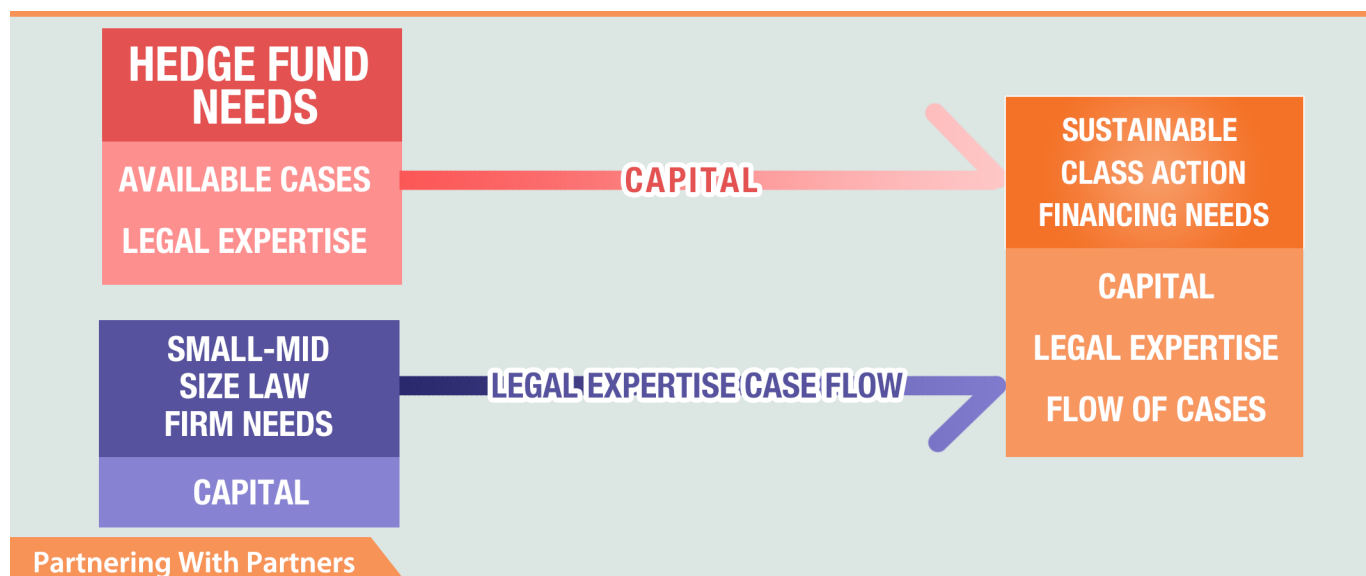 HEDGE FUND
NEEDS
AVAILABLE CASES
LEGAL EXPERTISE
CAPITAL
SMALL-MID
SIZE LAW
FIRM NEEDS
CAPITAL
LEGAL EXPERTISE CASE FLOW
SUSTAINABLE
CLASS ACTION
FINANCING NEEDS
CAPITAL
LEGAL EXPERTISE
FLOW OF CASES
Partnering With Partners